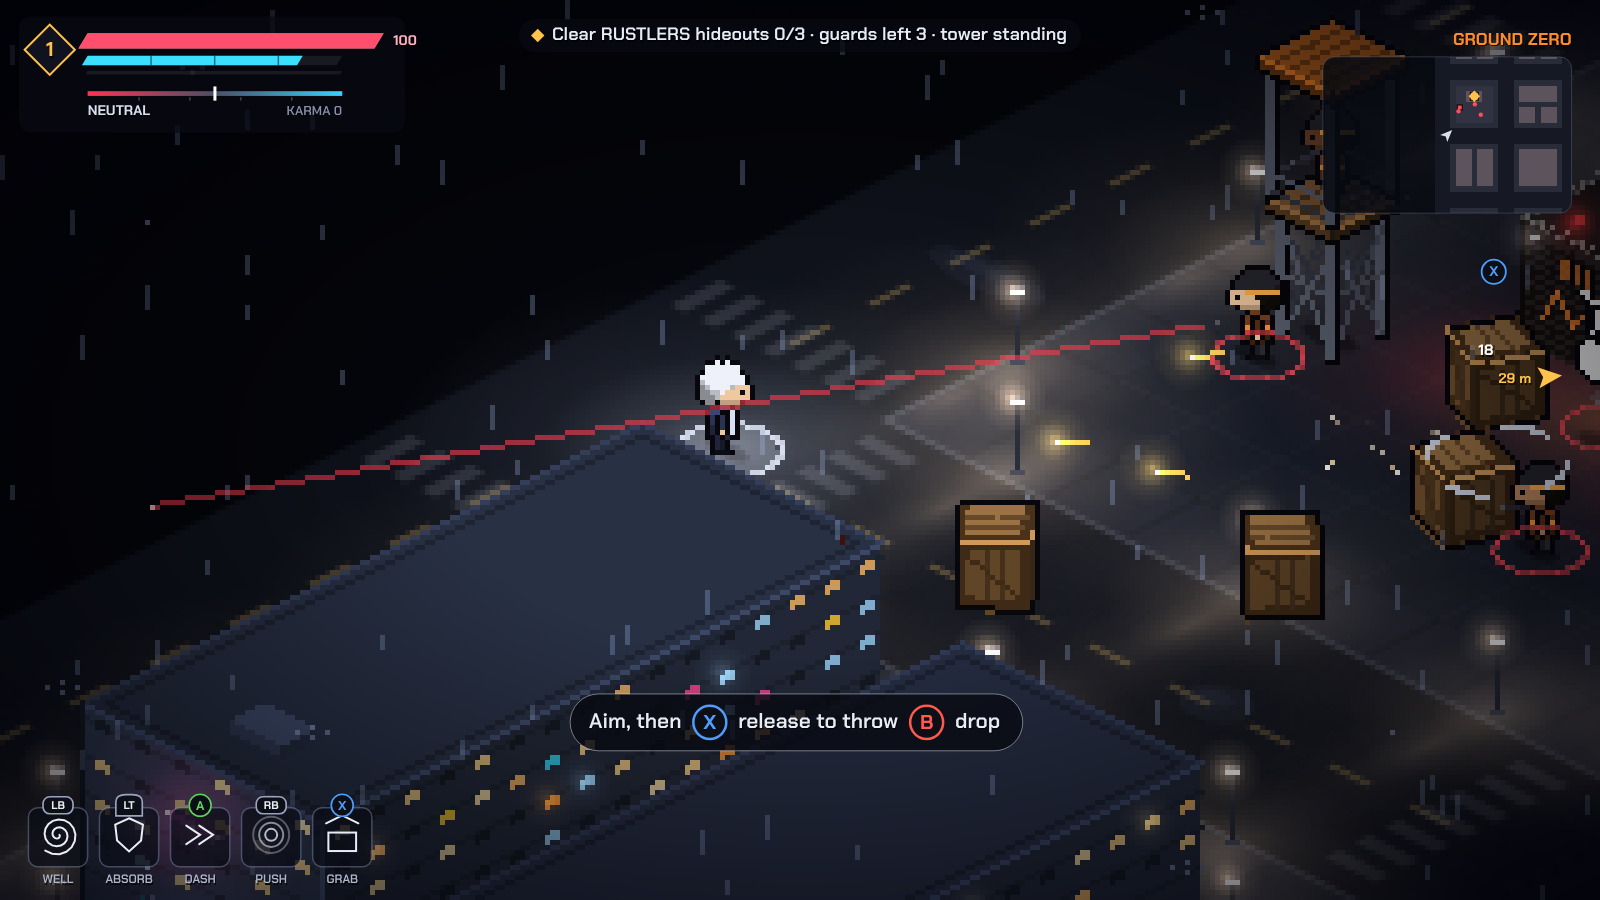 1
100
NEUTRAL
KARMA 0
Clear RUSTLERS hideouts 0/3 · guards left 3 · tower standing
GROUND ZERO
X
18
29 m
Aim, then X release to throw B drop
LB
LT
A
RB
X
WELL
ABSORB
DASH
PUSH
GRAB